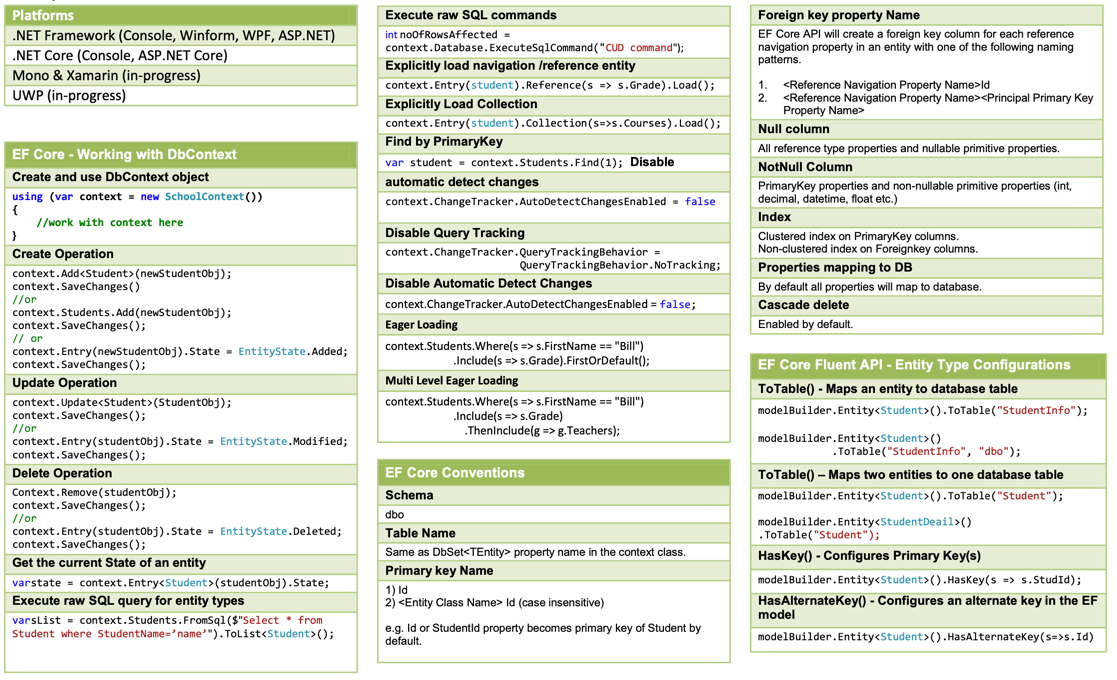 Platforms
.NET Framework (Console, Winform, WPF, ASP.NET)
.NET Core (Console, ASP.NET Core)
Mono & Xamarin (in-progress)
UWP (in-progress)
EF Core - Working with DbContext
Create and use DbContext object
using (var context = new SchoolContext())
{
//work with context here
}
Create Operation
context.Add<Student>(newStudentObj);
context.SaveChanges()
//or
context.Students.Add(newStudentObj);
context.SaveChanges();
// or
context.Entry(newStudentObj).State = EntityState.Added;
context.SaveChanges();
Update Operation
context.Update<Student>(StudentObj);
context.SaveChanges();
//or
context.Entry(studentObj).State = EntityState.Modified;
context.SaveChanges();
Delete Operation
Context.Remove(studentObj);
context.SaveChanges();
//or
context.Entry(studentObj).State = EntityState.Deleted;
context.SaveChanges();
Get the current State of an entity
varstate = context.Entry<Student>(studentObj).State;
Execute raw SQL query for entity types
varsList = context.Students.FromSql($"Select * from
Student where StudentName=’name’").ToList<Student>();
Execute raw SQL commands
int noOfRowsAffected =
context.Database.ExecuteSqlCommand("CUD command");
Explicitly load navigation /reference entity
context.Entry(student).Reference(s => s.Grade).Load();
Explicitly Load Collection
context.Entry(student).Collection(s=>s.Courses).Load();
Find by PrimaryKey
var student = context.Students.Find(1); Disable
automatic detect changes
context.ChangeTracker.AutoDetectChangesEnabled = false
Disable Query Tracking
context.ChangeTracker.QueryTrackingBehavior =
QueryTrackingBehavior.NoTracking;
Disable Automatic Detect Changes
context.ChangeTracker.AutoDetectChangesEnabled = false;
Eager Loading
context.Students.Where(s => s.FirstName == "Bill")
.Include(s => s.Grade).FirstOrDefault();
Multi Level Eager Loading
context.Students.Where(s => s.FirstName == "Bill")
.Include(s => s.Grade)
.ThenInclude(g => g.Teachers);
EF Core Conventions
Schema
dbo
Table Name
Same as DbSet<TEntity> property name in the context class.
Primary key Name
1) Id
2) <Entity Class Name> Id (case insensitive)
e.g. Id or StudentId property becomes primary key of Student by
default.
Foreign key property Name
EF Core API will create a foreign key column for each reference
navigation property in an entity with one of the following naming
patterns.
1. <Reference Navigation Property Name>Id
2. <Reference Navigation Property Name><Principal Primary Key
Property Name>
Null column
All reference type properties and nullable primitive properties.
NotNull Column
PrimaryKey properties and non-nullable primitive properties (int,
decimal, datetime, float etc.)
Index
Clustered index on PrimaryKey columns.
Non-clustered index on Foreignkey columns.
Properties mapping to DB
By default all properties will map to database.
Cascade delete
Enabled by default.
EF Core Fluent API - Entity Type Configurations
ToTable() - Maps an entity to database table
modelBuilder.Entity<Student>().ToTable("StudentInfo");
modelBuilder.Entity<Student>()
.ToTable("StudentInfo", "dbo");
ToTable() – Maps two entities to one database table
modelBuilder.Entity<Student>().ToTable("Student");
modelBuilder.Entity<StudentDeail>()
.ToTable("Student");
HasKey() - Configures Primary Key(s)
modelBuilder.Entity<Student>().HasKey(s => s.StudId);
HasAlternateKey() - Configures an alternate key in the EF
model
modelBuilder.Entity<Student>().HasAlternateKey(s=>s.Id)